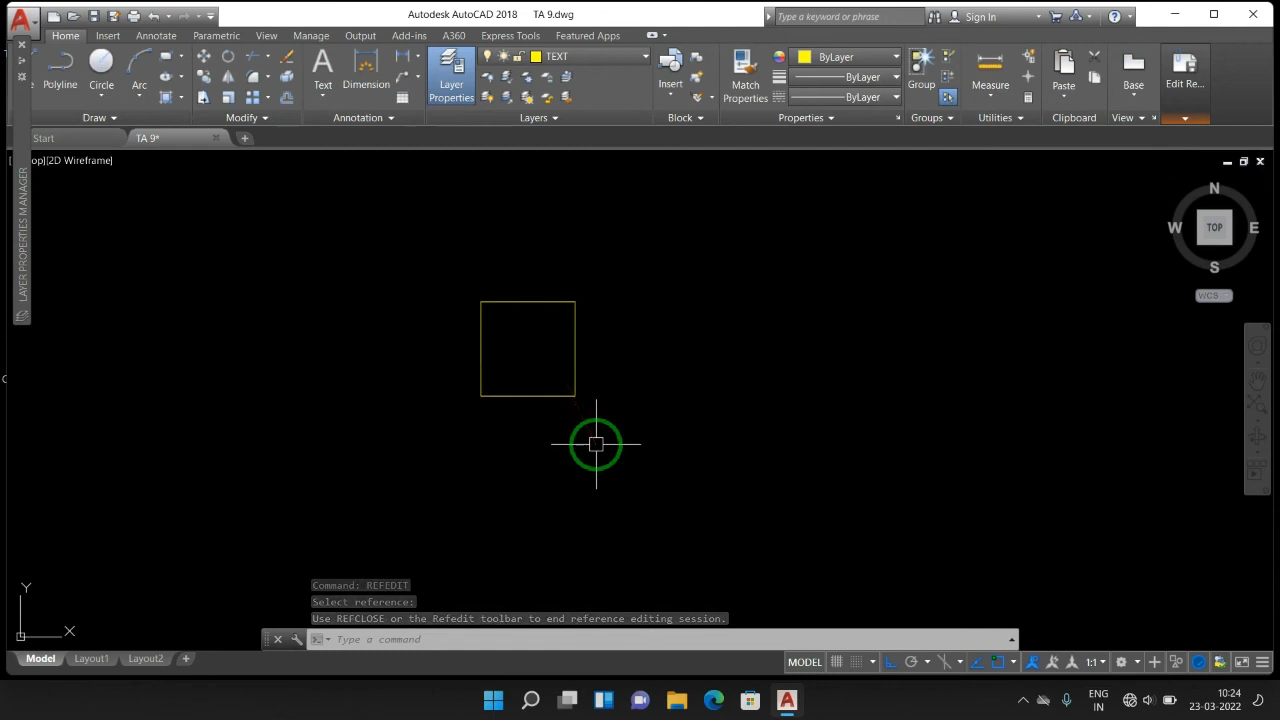 Autodesk AutoCAD 2018 TA 9.dwg
Type a keyword or phrase
Sign In
Home Insert Annotate Parametric View Manage Output Add-ins A360 Express Tools Featured Apps
Polyline Circle Arc
Text Dimension
Layer Properties
TEXT
Insert
Match Properties
ByLayer
ByLayer
ByLayer
Group
Measure
Paste
Base
Edit Re...
Draw Modify Annotation Layers Block Properties Groups Utilities Clipboard View
Start TA 9*
op][2D Wireframe]
LAYER PROPERTIES MANAGER
N
W TOP E
S
WCS
Y
X
Command: REFEDIT
Select reference:
Use REFCLOSE or the Refedit toolbar to end reference editing session.
Type a command
Model Layout1 Layout2
MODEL
1:1
ENG
IN
10:24
23-03-2022